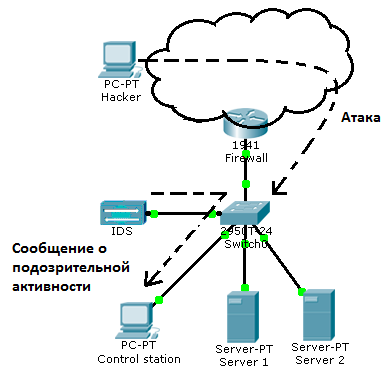 PC-PT
Hacker
Атака
1941
Firewall
IDS
2950T-24
Switch0
Сообщение о
подозрительной
активности
PC-PT
Control station
Server-PT
Server 1
Server-PT
Server 2